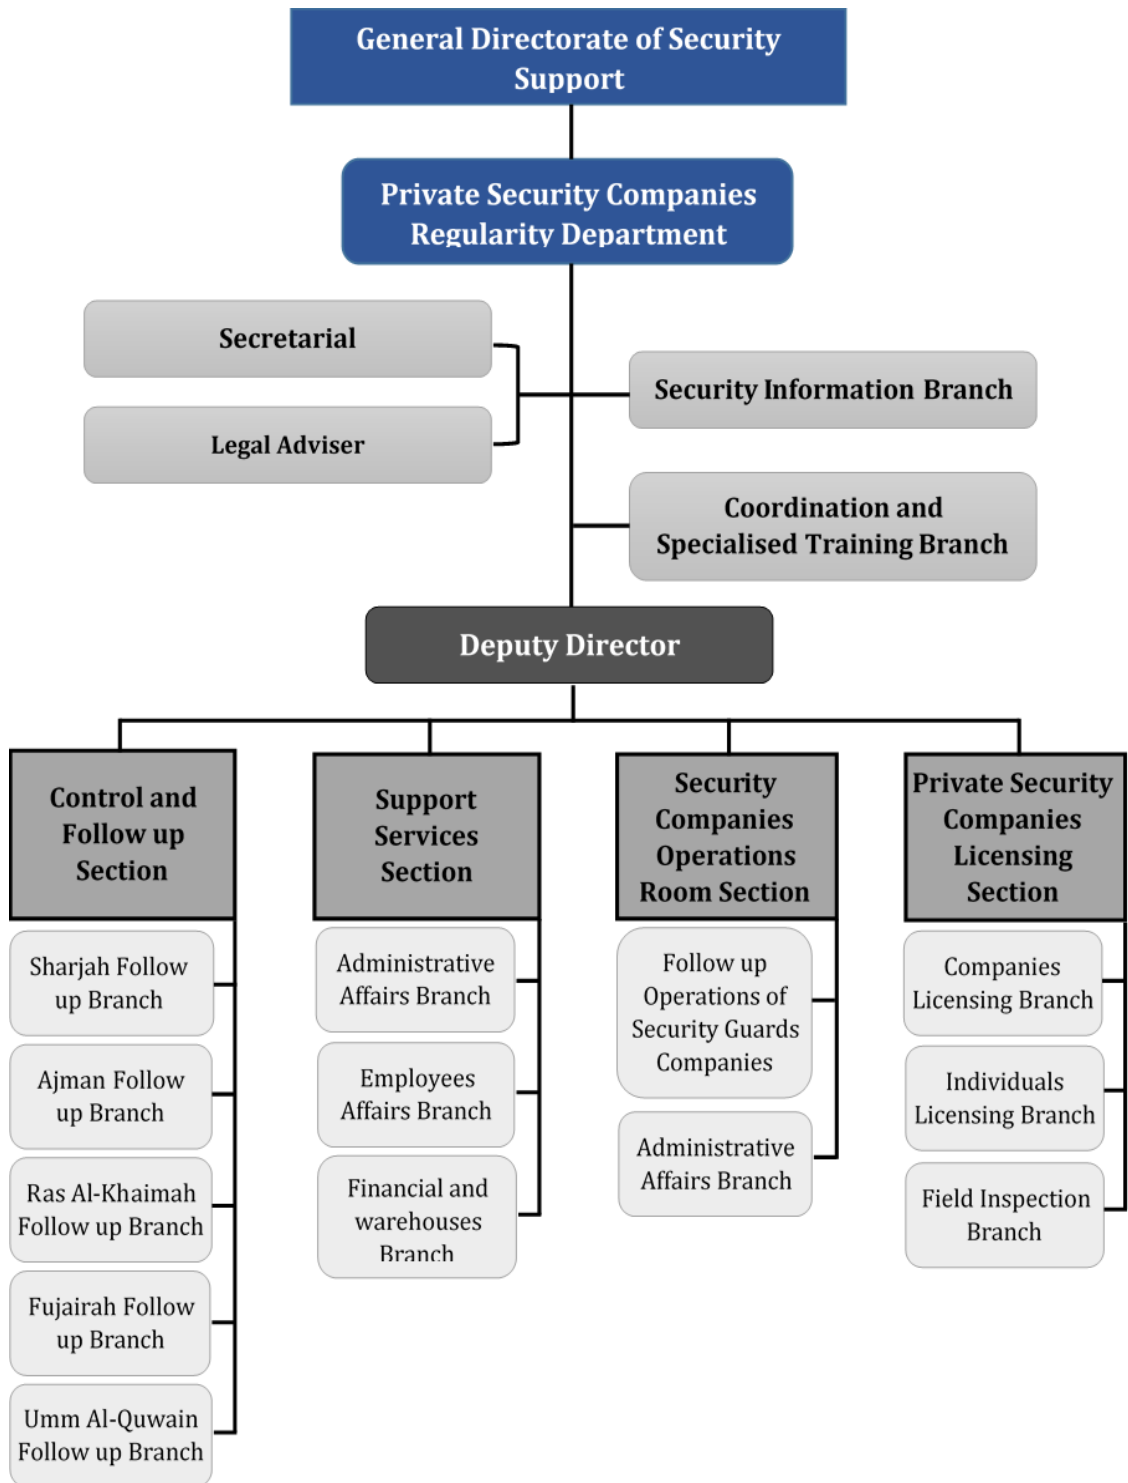 General Directorate of Security
Support
Private Security Companies
Regularity Department
Secretarial
Legal Adviser
Security Information Branch
Coordination and
Specialised Training Branch
Deputy Director
Control and
Follow up
Section
Sharjah Follow
up Branch
Ajman Follow
up Branch
Ras Al-Khaimah
Follow up Branch
Fujairah Follow
up Branch
Umm Al-Quwain
Follow up Branch
Support
Services
Section
Administrative
Affairs Branch
Employees
Affairs Branch
Financial and
warehouses
Branch
Security
Companies
Operations
Room Section
Follow up
Operations of
Security Guards
Companies
Administrative
Affairs Branch
Private Security
Companies
Licensing
Section
Companies
Licensing Branch
Individuals
Licensing Branch
Field Inspection
Branch